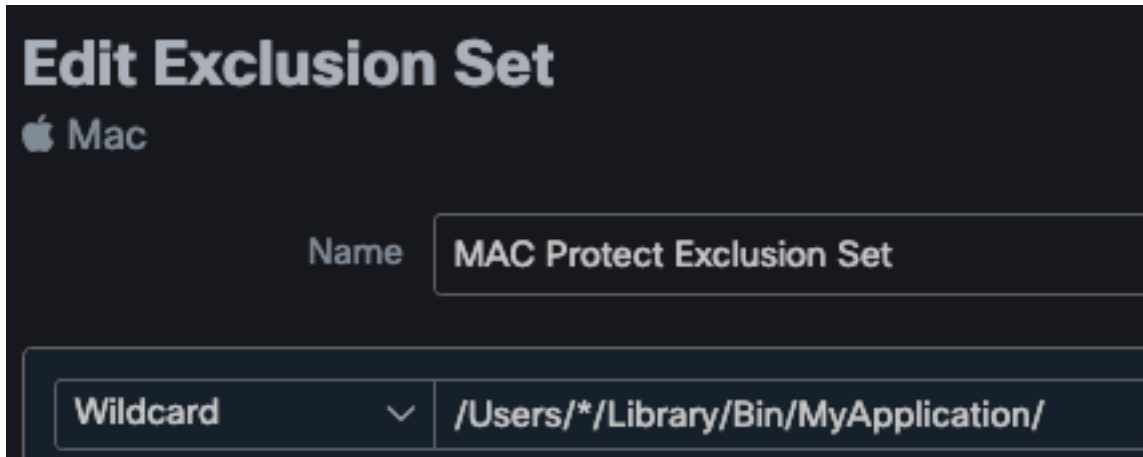 Edit Exclusion Set
Mac
Name MAC Protect Exclusion Set
Wildcard /Users/*/Library/Bin/MyApplication/